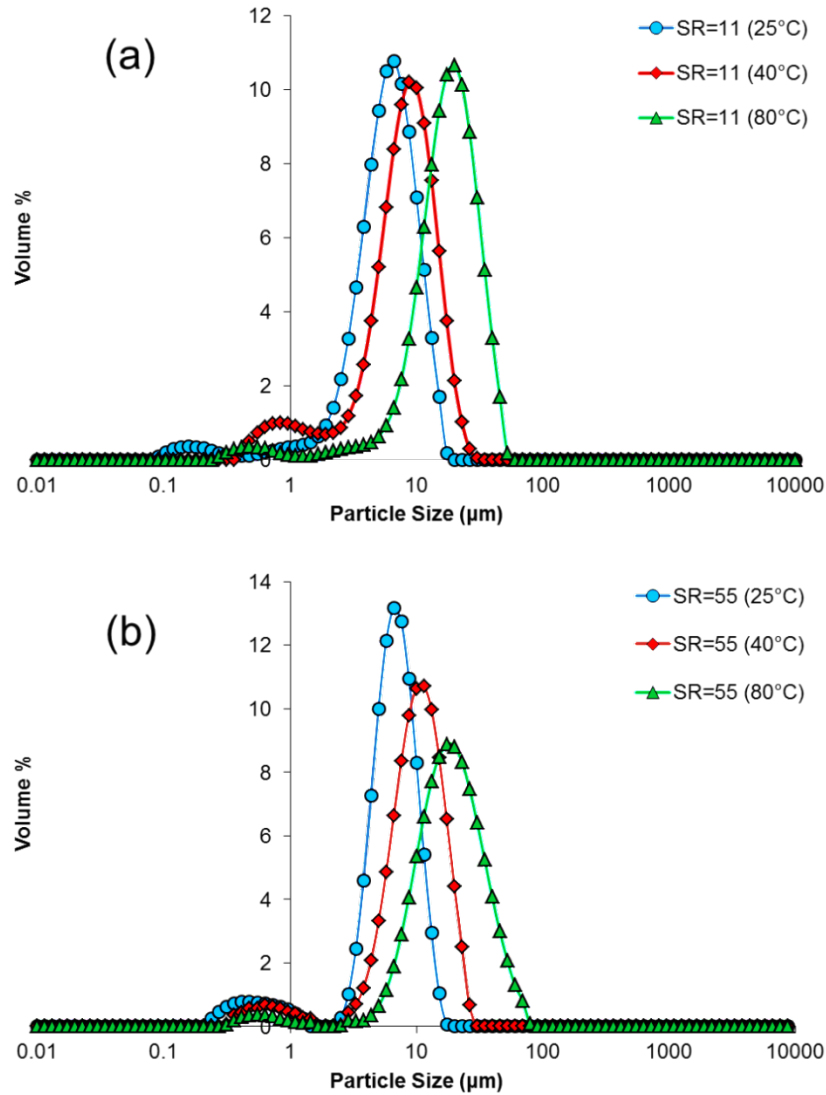 (a)
Volume %
12
10
8
6
4
2
0
0.01 0.1 1 10 100 1000 10000
Particle Size (µm)
SR=11 (25°C)
SR=11 (40°C)
SR=11 (80°C)
(b)
Volume %
14
12
10
8
6
4
2
0
0.01 0.1 1 10 100 1000 10000
Particle Size (µm)
SR=55 (25°C)
SR=55 (40°C)
SR=55 (80°C)